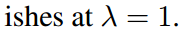 ishes at λ = 1.